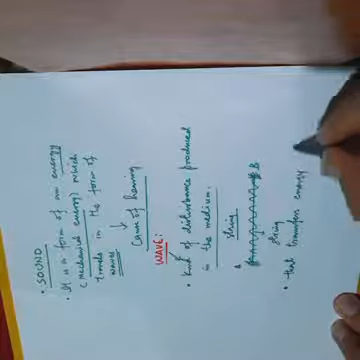 • SOUND
• It is a form of an energy
(mechanical energy) which
travels in the form of
waves
↓
Cause of hearing
WAVE:
• Kind of disturbance produced
in the medium.
string
A B
string
• that transfers energy